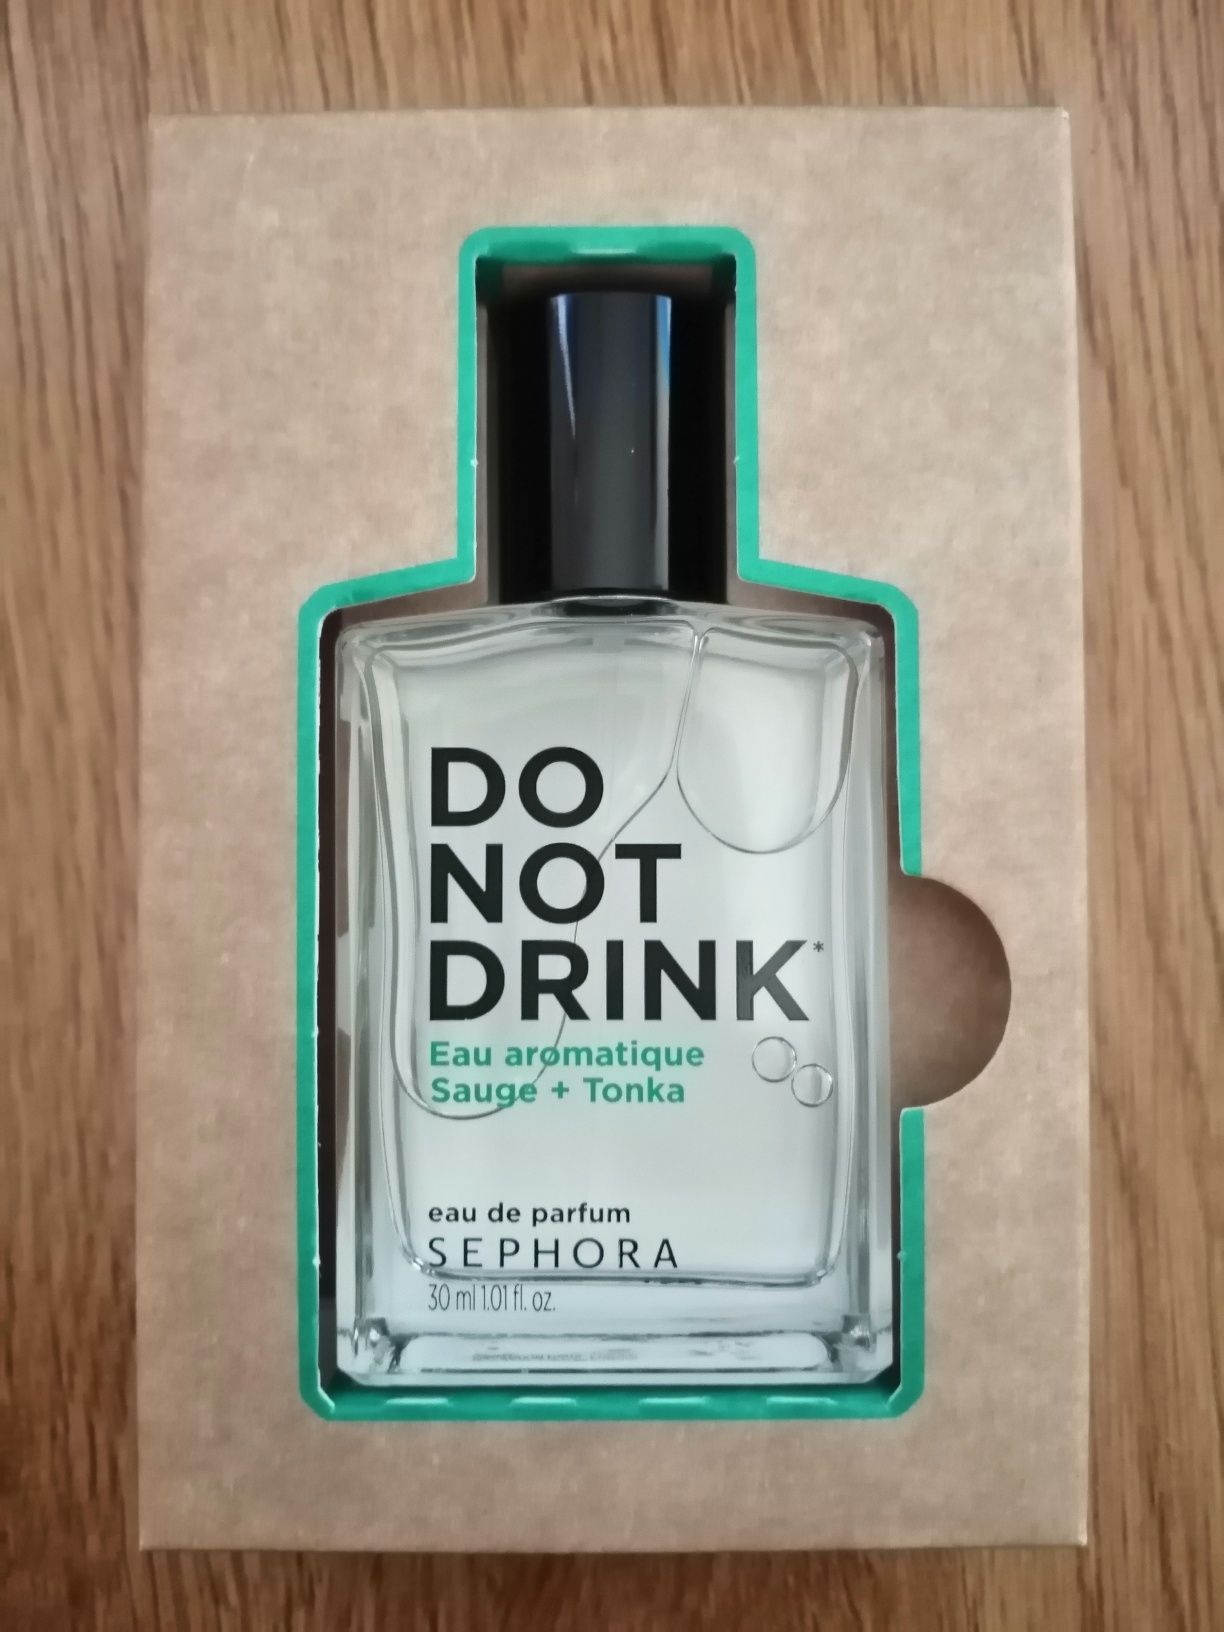 DO
NOT
DRINK*
Eau aromatique
Sauge + Tonka
eau de parfum
SEPHORA
30 ml 1.01 fl. oz.